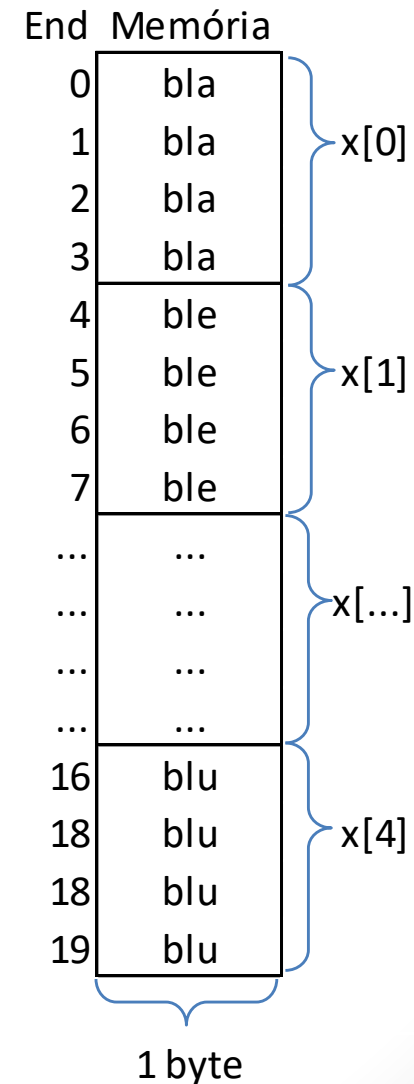 End Memória
0 bla
1 bla
x[0]
2 bla
3 bla
4 ble
5 ble
x[1]
6 ble
7 ble
... ...
... ...
x[...]
... ...
... ...
16 blu
18 blu
x[4]
18 blu
19 blu
1 byte